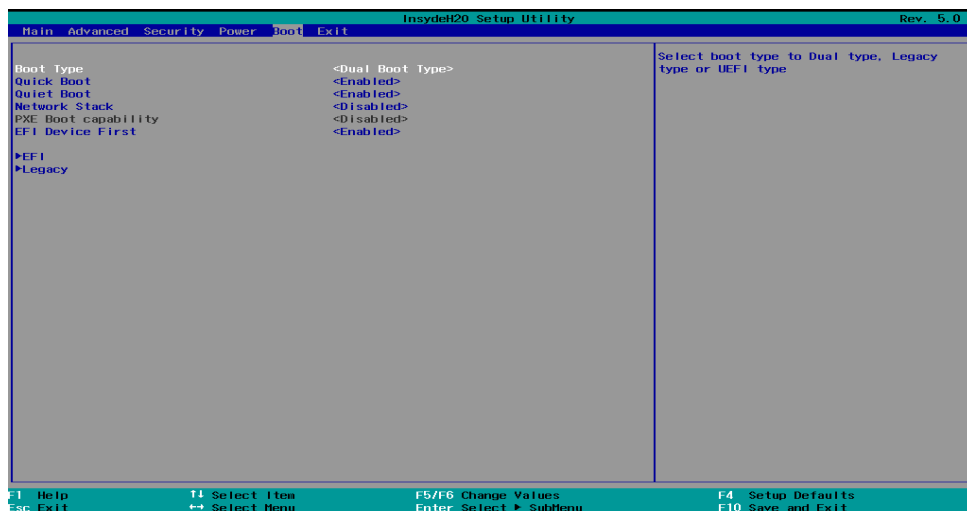 InsydeH20 Setup Utility Rev. 5.0
Main Advanced Security Power Boot Exit
Boot Type <Dual Boot Type>
Quick Boot <Enabled>
Quiet Boot <Enabled>
Network Stack <Disabled>
PXE Boot capability <Disabled>
EFI Device First <Enabled>
▶EFI
▶Legacy
Select boot type to Dual type, Legacy
type or UEFI type
F1 Help ↑↓ Select Item F5/F6 Change Values F4 Setup Defaults
Esc Exit ←→ Select Menu Enter Select ▶ SubMenu F10 Save and Exit